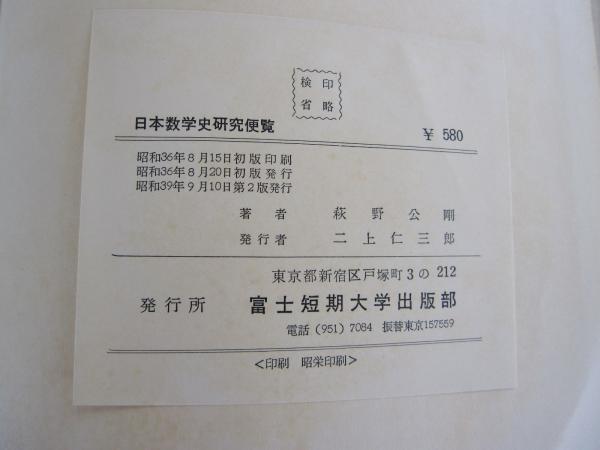 検印
省略
日本数学史研究便覧
¥ 580
昭和36年8月15日初版印刷
昭和36年8月20日初版発行
昭和39年9月10日第2版発行
著者 萩野公剛
発行者 二上仁三郎
東京都新宿区戸塚町3の212
発行所 富士短期大学出版部
電話 (951) 7084 振替東京157559
<印刷 昭栄印刷>